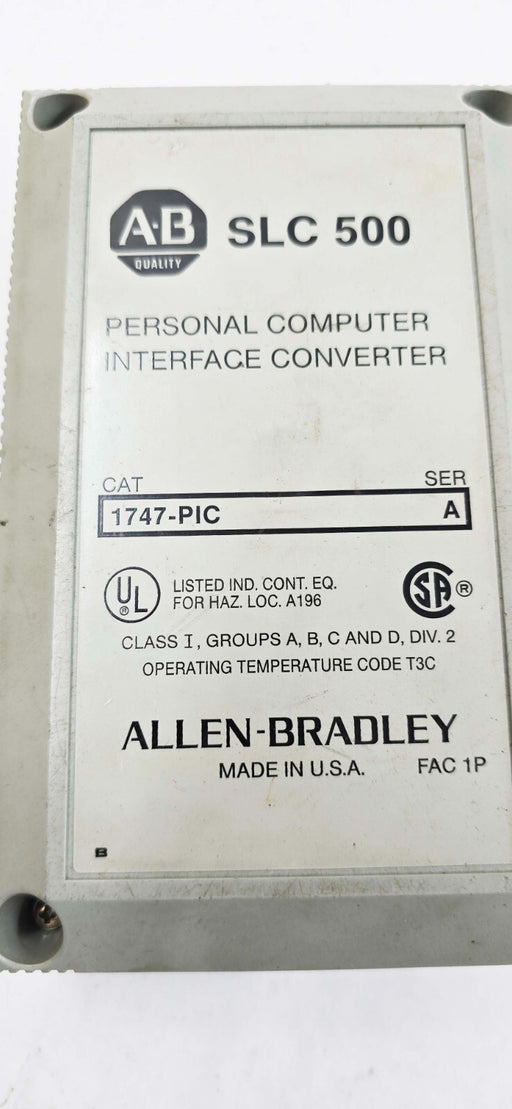 A·B
QUALITY
SLC 500
PERSONAL COMPUTER
INTERFACE CONVERTER
CAT SER
1747-PIC A
UL ®
LISTED IND. CONT. EQ.
FOR HAZ. LOC. A196
SA ®
CLASS I, GROUPS A, B, C AND D, DIV. 2
OPERATING TEMPERATURE CODE T3C
ALLEN-BRADLEY
MADE IN U.S.A. FAC 1P
B